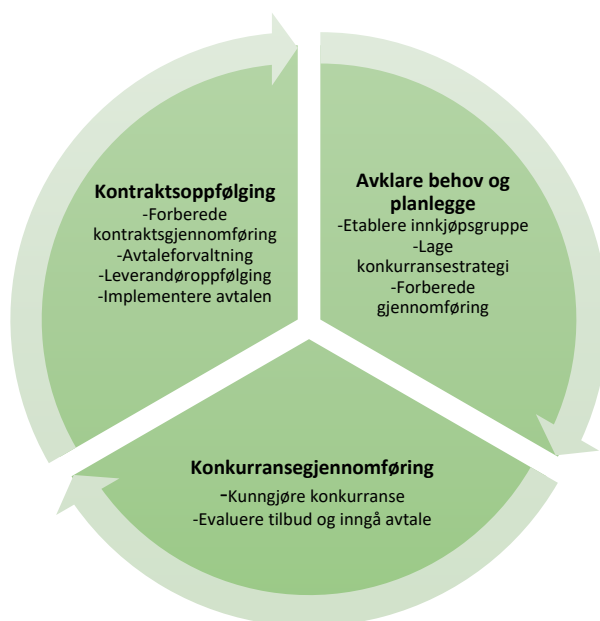 Avklare behov og
planlegge
-Etablere innkjøpsgruppe
-Lage
konkurransestrategi
-Forberede
gjennomføring
Konkurransegjennomføring
-Kunngjøre konkurranse
-Evaluere tilbud og inngå avtale
Kontraktsoppfølging
-Forberede
kontraktsgjennomføring
-Avtaleforvaltning
-Leverandøroppfølging
-Implementere avtalen